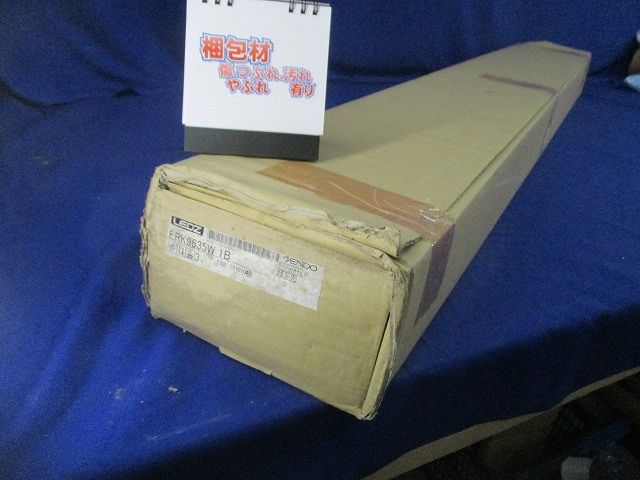 梱包材
傷つぶれ汚れ
やぶれ 有り
LEDZ
ERK9635W 1B
ENDO